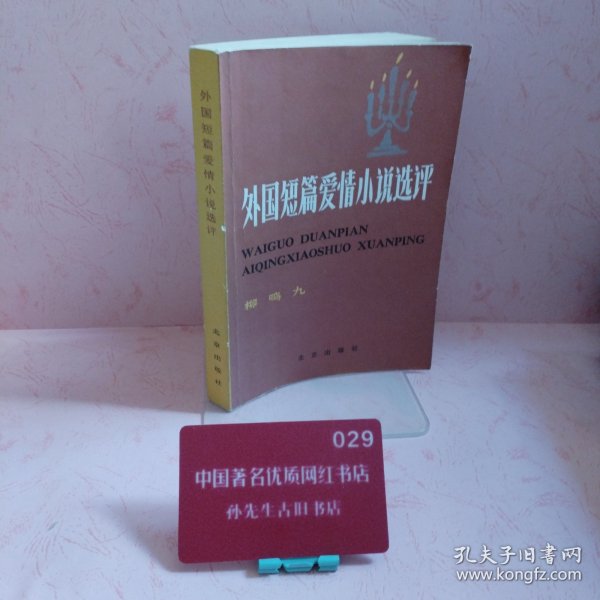 外国短篇爱情小说选评
北京出版社
外国短篇爱情小说选评
WAIGUO DUANPIAN
AIQINGXIAOSHUO XUANPING
柳鸣九
北京出版社
029
中国著名优质网红书店
孙先生古旧书店
孔夫子旧书网
www.kongfz.com